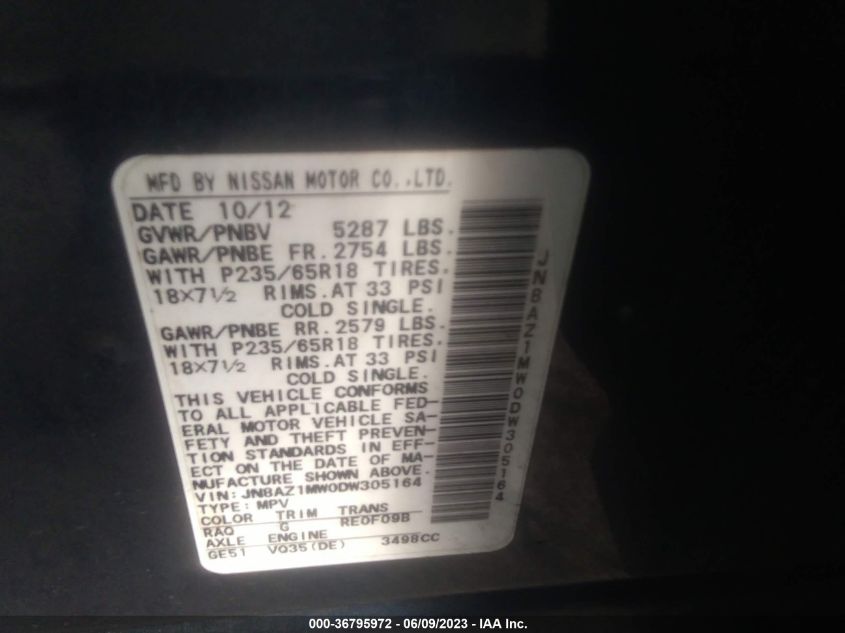 MFD BY NISSAN MOTOR CO.,LTD.
DATE 10/12
GVWR/PNBV 5287 LBS.
GAWR/PNBE FR. 2754 LBS.
WITH P235/65R18 TIRES.
18×7½ RIMS. AT 33 PSI
COLD SINGLE.
GAWR/PNBE RR. 2579 LBS.
WITH P235/65R18 TIRES.
18×7½ RIMS. AT 33 PSI
COLD SINGLE.
THIS VEHICLE CONFORMS
TO ALL APPLICABLE FED-
ERAL MOTOR VEHICLE SA-
FETY AND THEFT PREVEN-
TION STANDARDS IN EFF-
ECT ON THE DATE OF MA-
NUFACTURE SHOWN ABOVE.
VIN: JN8AZ1MW0DW305164
TYPE: MPV
COLOR TRIM TRANS
RAQ G RE0F09B
AXLE ENGINE
GE51 VQ35(DE) 3498CC
JN8AZ1MW0DW305164
000-36795972 - 06/09/2023 - IAA Inc.